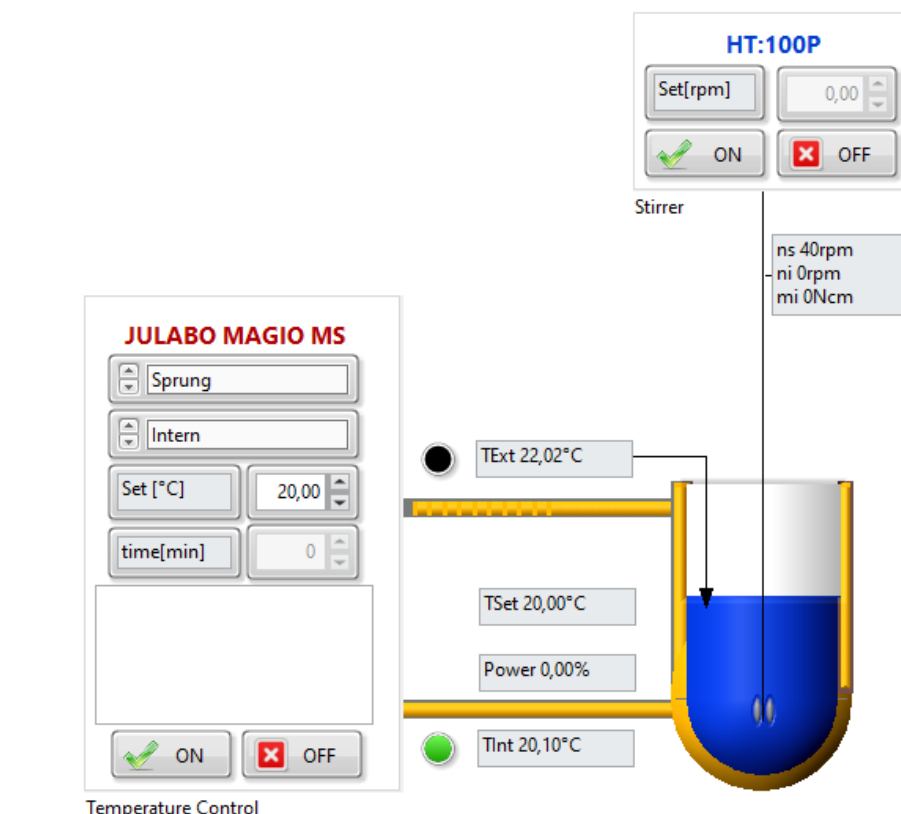 HT:100P
Set[rpm]
0,00
ON
OFF
Stirrer
ns 40rpm
ni 0rpm
mi 0Ncm
JULABO MAGIO MS
Sprung
Intern
Set [°C]
20,00
time[min]
0
ON
OFF
Temperature Control
TExt 22,02°C
TSet 20,00°C
Power 0,00%
TInt 20,10°C